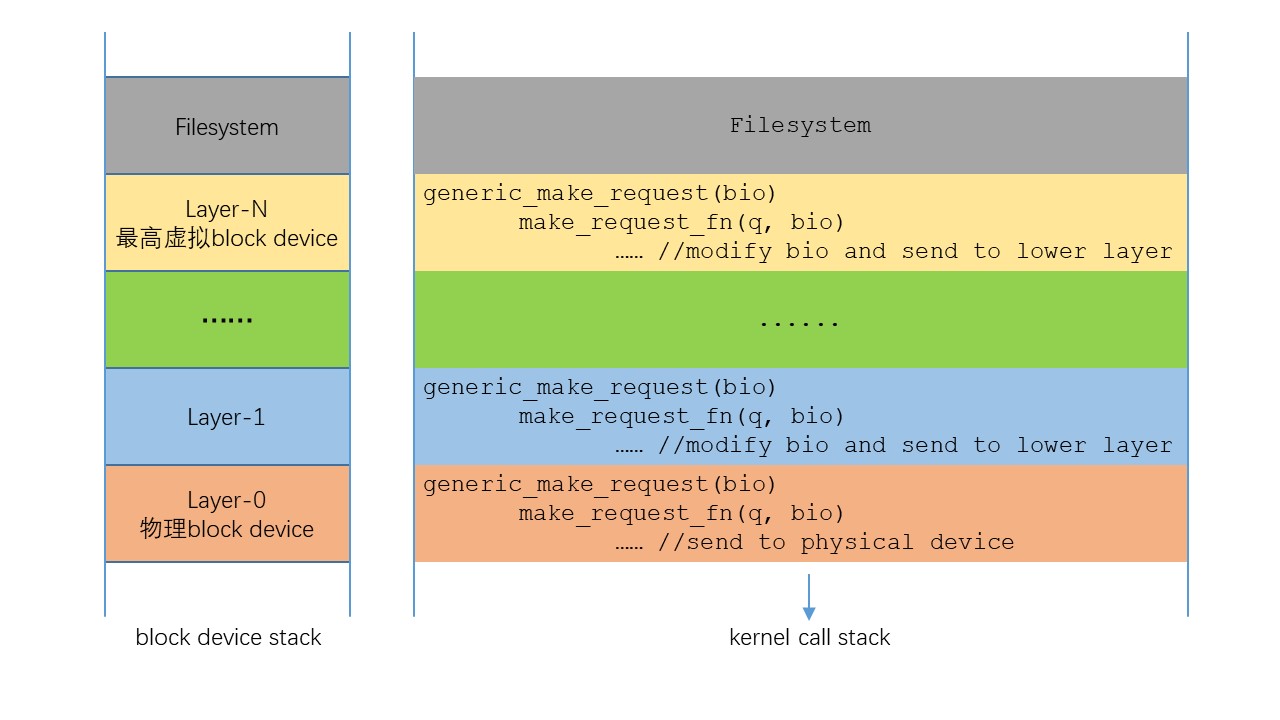 Filesystem
Layer-N
最高虚拟block device
……
Layer-1
Layer-0
物理block device
block device stack
Filesystem
generic_make_request(bio)
make_request_fn(q, bio)
…… //modify bio and send to lower layer
......
generic_make_request(bio)
make_request_fn(q, bio)
…… //modify bio and send to lower layer
generic_make_request(bio)
make_request_fn(q, bio)
…… //send to physical device
kernel call stack